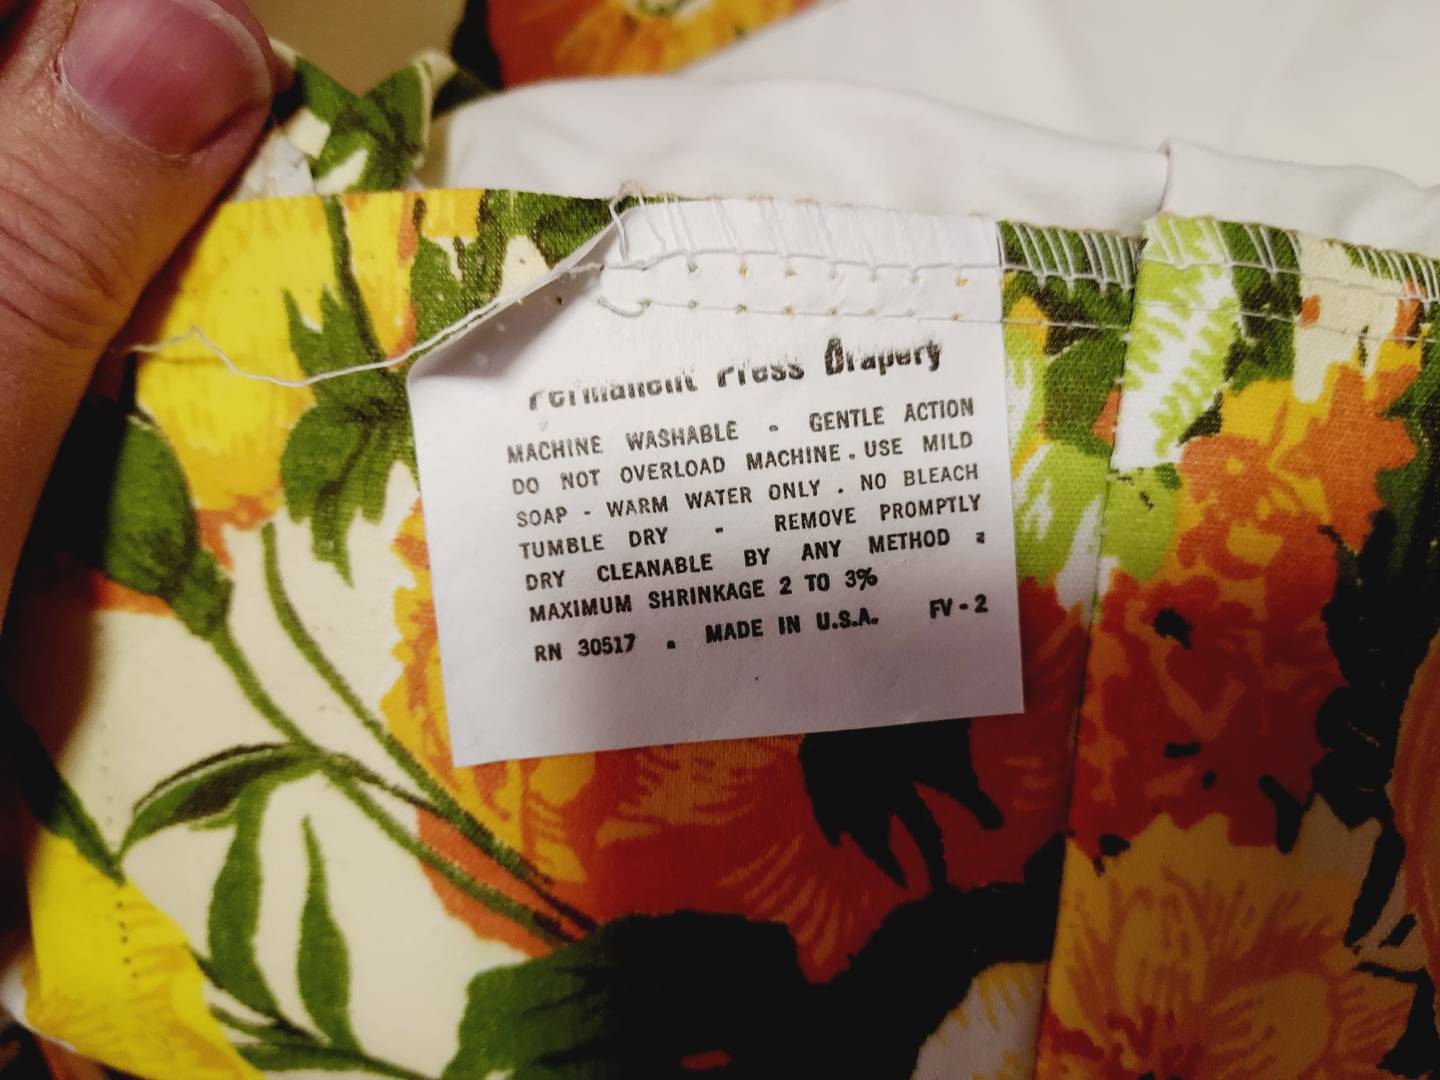 Permanent Press Drapery
MACHINE WASHABLE - GENTLE ACTION
DO NOT OVERLOAD MACHINE . USE MILD
SOAP - WARM WATER ONLY . NO BLEACH
TUMBLE DRY - REMOVE PROMPTLY
DRY CLEANABLE BY ANY METHOD -
MAXIMUM SHRINKAGE 2 TO 3%
RN 30517 - MADE IN U.S.A. FV - 2